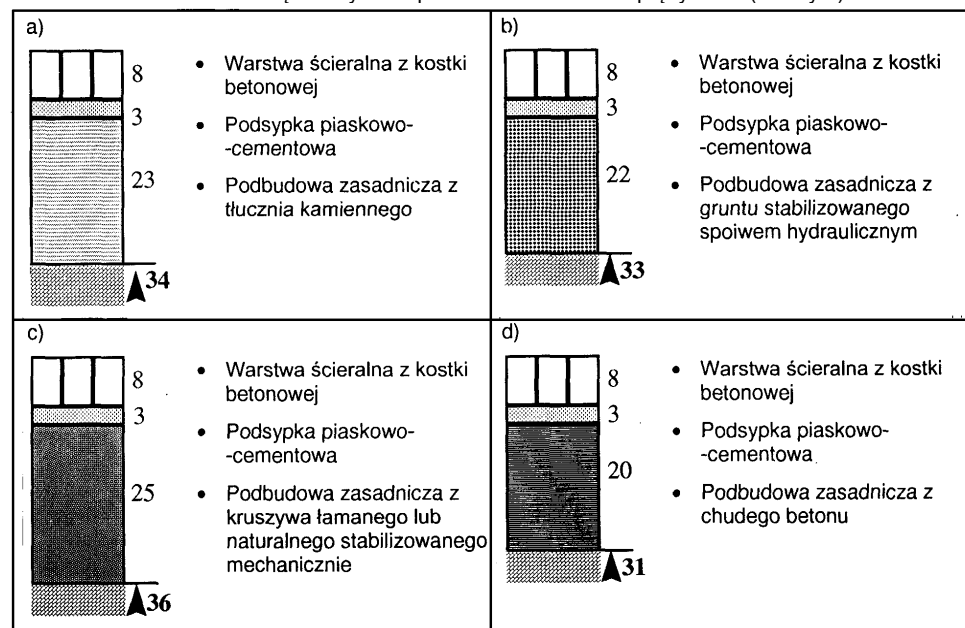 a)
8
3
23
34
• Warstwa ścieralna z kostki
betonowej
• Podsypka piaskowo-
-cementowa
• Podbudowa zasadnicza z
tłucznia kamiennego
b)
8
3
22
33
• Warstwa ścieralna z kostki
betonowej
• Podsypka piaskowo-
-cementowa
• Podbudowa zasadnicza z
gruntu stabilizowanego
spoiwem hydraulicznym
c)
8
3
25
36
• Warstwa ścieralna z kostki
betonowej
• Podsypka piaskowo-
-cementowa
• Podbudowa zasadnicza z
kruszywa łamanego lub
naturalnego stabilizowanego
mechanicznie
d)
8
3
20
31
• Warstwa ścieralna z kostki
betonowej
• Podsypka piaskowo-
-cementowa
• Podbudowa zasadnicza z
chudego betonu